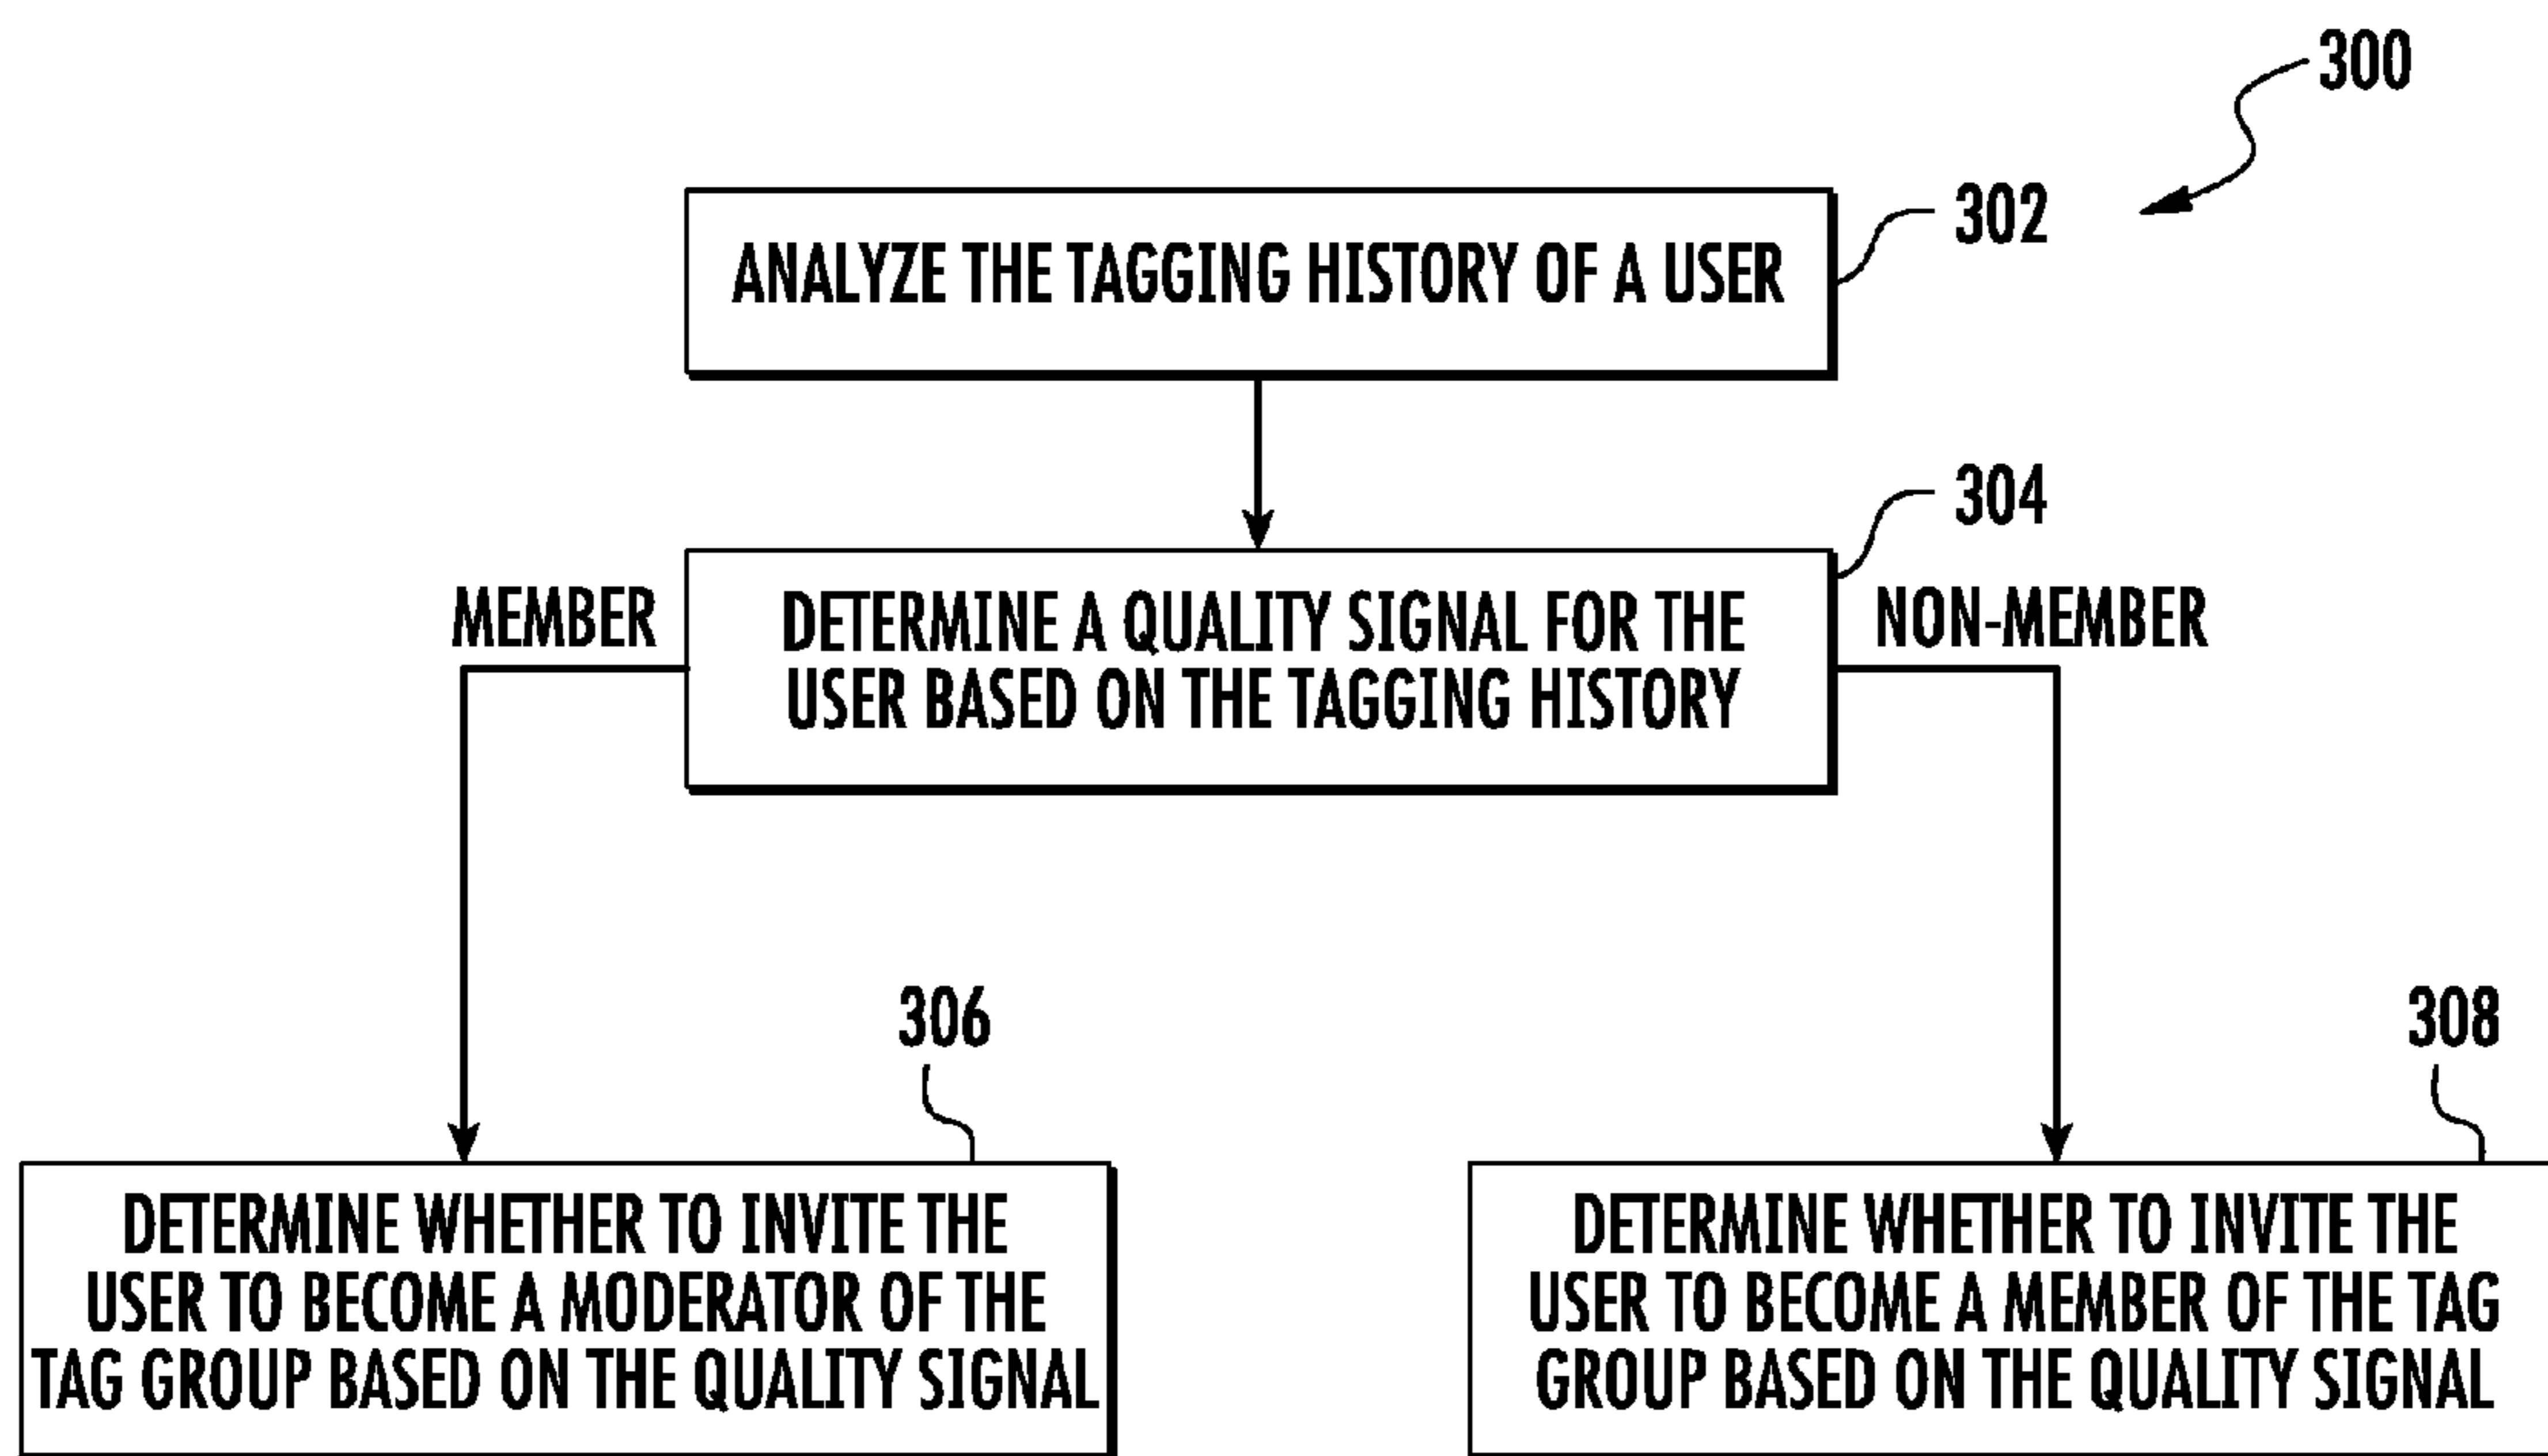 300
302
ANALYZE THE TAGGING HISTORY OF A USER
304
MEMBER
DETERMINE A QUALITY SIGNAL FOR THE
USER BASED ON THE TAGGING HISTORY
NON-MEMBER
306
DETERMINE WHETHER TO INVITE THE
USER TO BECOME A MODERATOR OF THE
TAG GROUP BASED ON THE QUALITY SIGNAL
308
DETERMINE WHETHER TO INVITE THE
USER TO BECOME A MEMBER OF THE TAG
GROUP BASED ON THE QUALITY SIGNAL